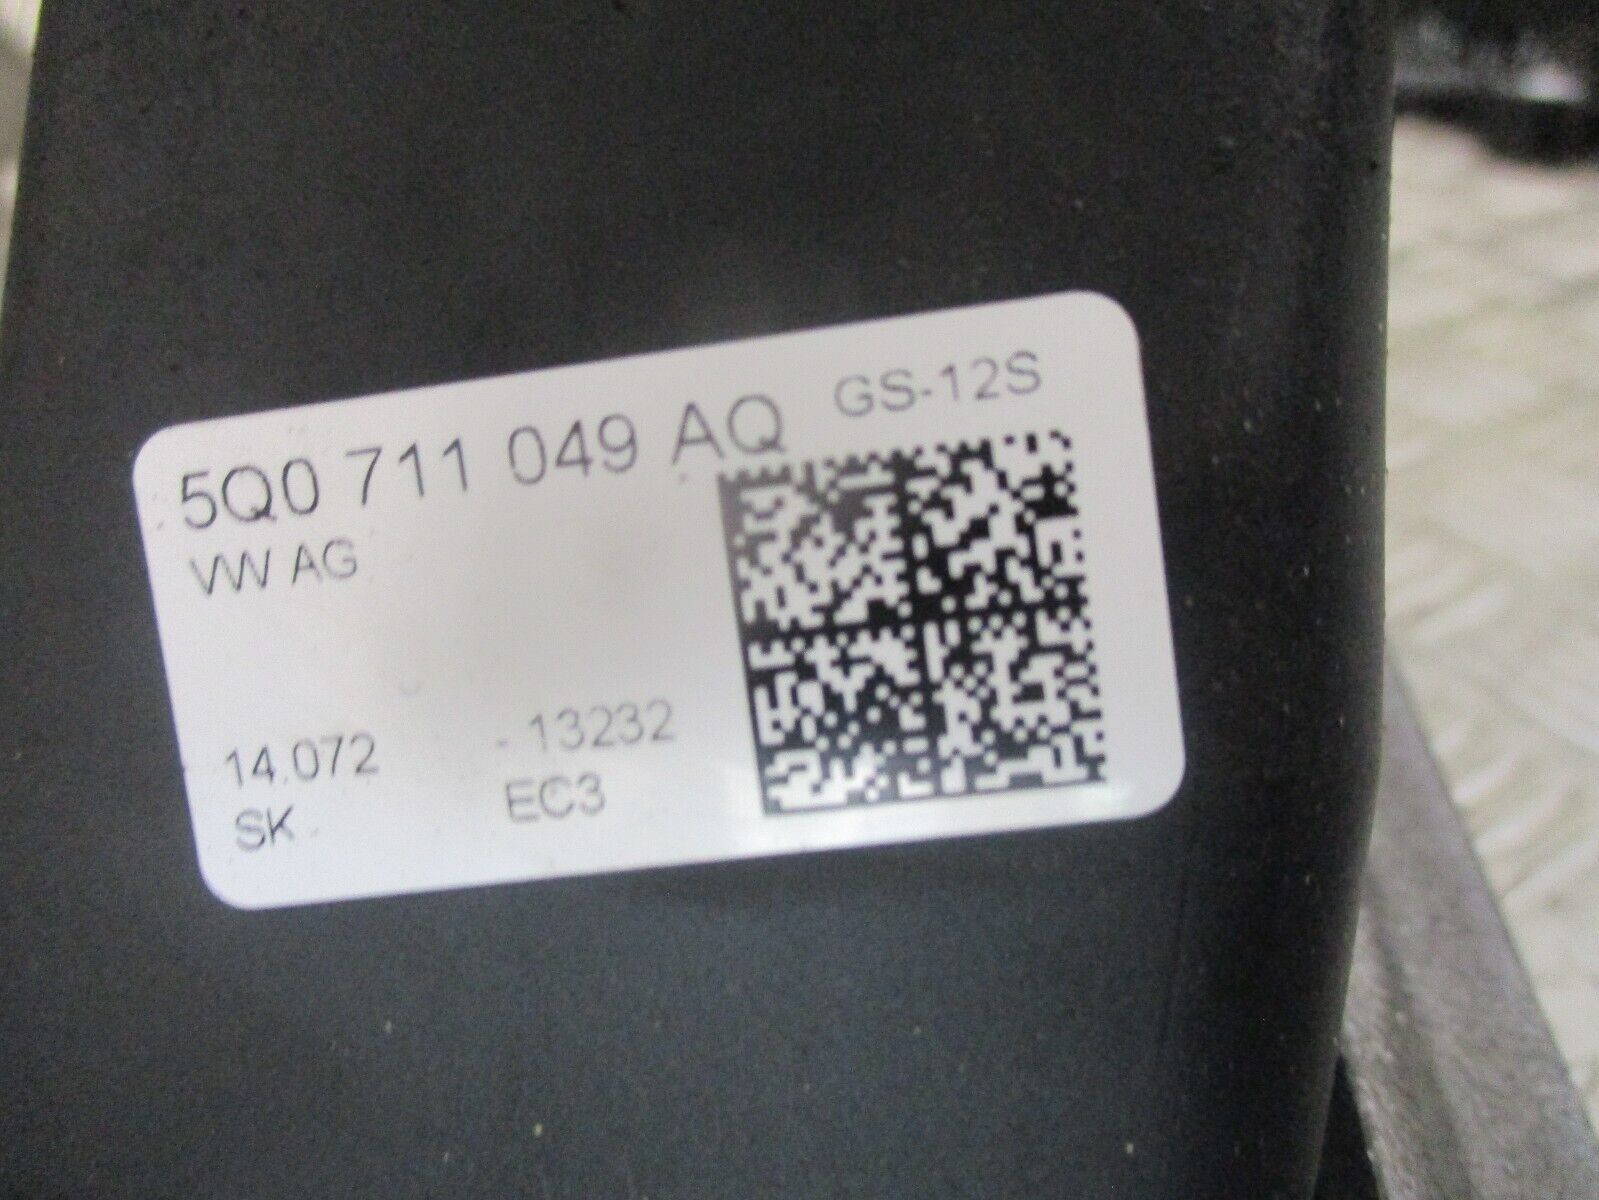 5Q0 711 049 AQ GS-12S
VW AG
14.072 - 13232
SK EC3